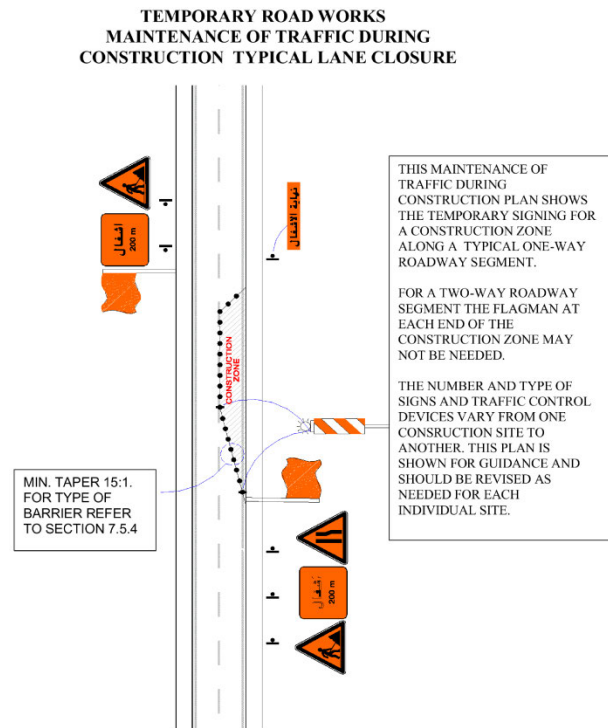 TEMPORARY ROAD WORKS
MAINTENANCE OF TRAFFIC DURING
CONSTRUCTION TYPICAL LANE CLOSURE
THIS MAINTENANCE OF
TRAFFIC DURING
CONSTRUCTION PLAN SHOWS
THE TEMPORARY SIGNING FOR
A CONSTRUCTION ZONE
ALONG A TYPICAL ONE-WAY
ROADWAY SEGMENT.
FOR A TWO-WAY ROADWAY
SEGMENT THE FLAGMAN AT
EACH END OF THE
CONSTRUCTION ZONE MAY
NOT BE NEEDED.
THE NUMBER AND TYPE OF
SIGNS AND TRAFFIC CONTROL
DEVICES VARY FROM ONE
CONSRUCTION SITE TO
ANOTHER. THIS PLAN IS
SHOWN FOR GUIDANCE AND
SHOULD BE REVISED AS
NEEDED FOR EACH
INDIVIDUAL SITE.
نهاية الاشغال
اشغال
200 m
CONSTRUCTION
ZONE
MIN. TAPER 15:1.
FOR TYPE OF
BARRIER REFER
TO SECTION 7.5.4
أشغال
200 m